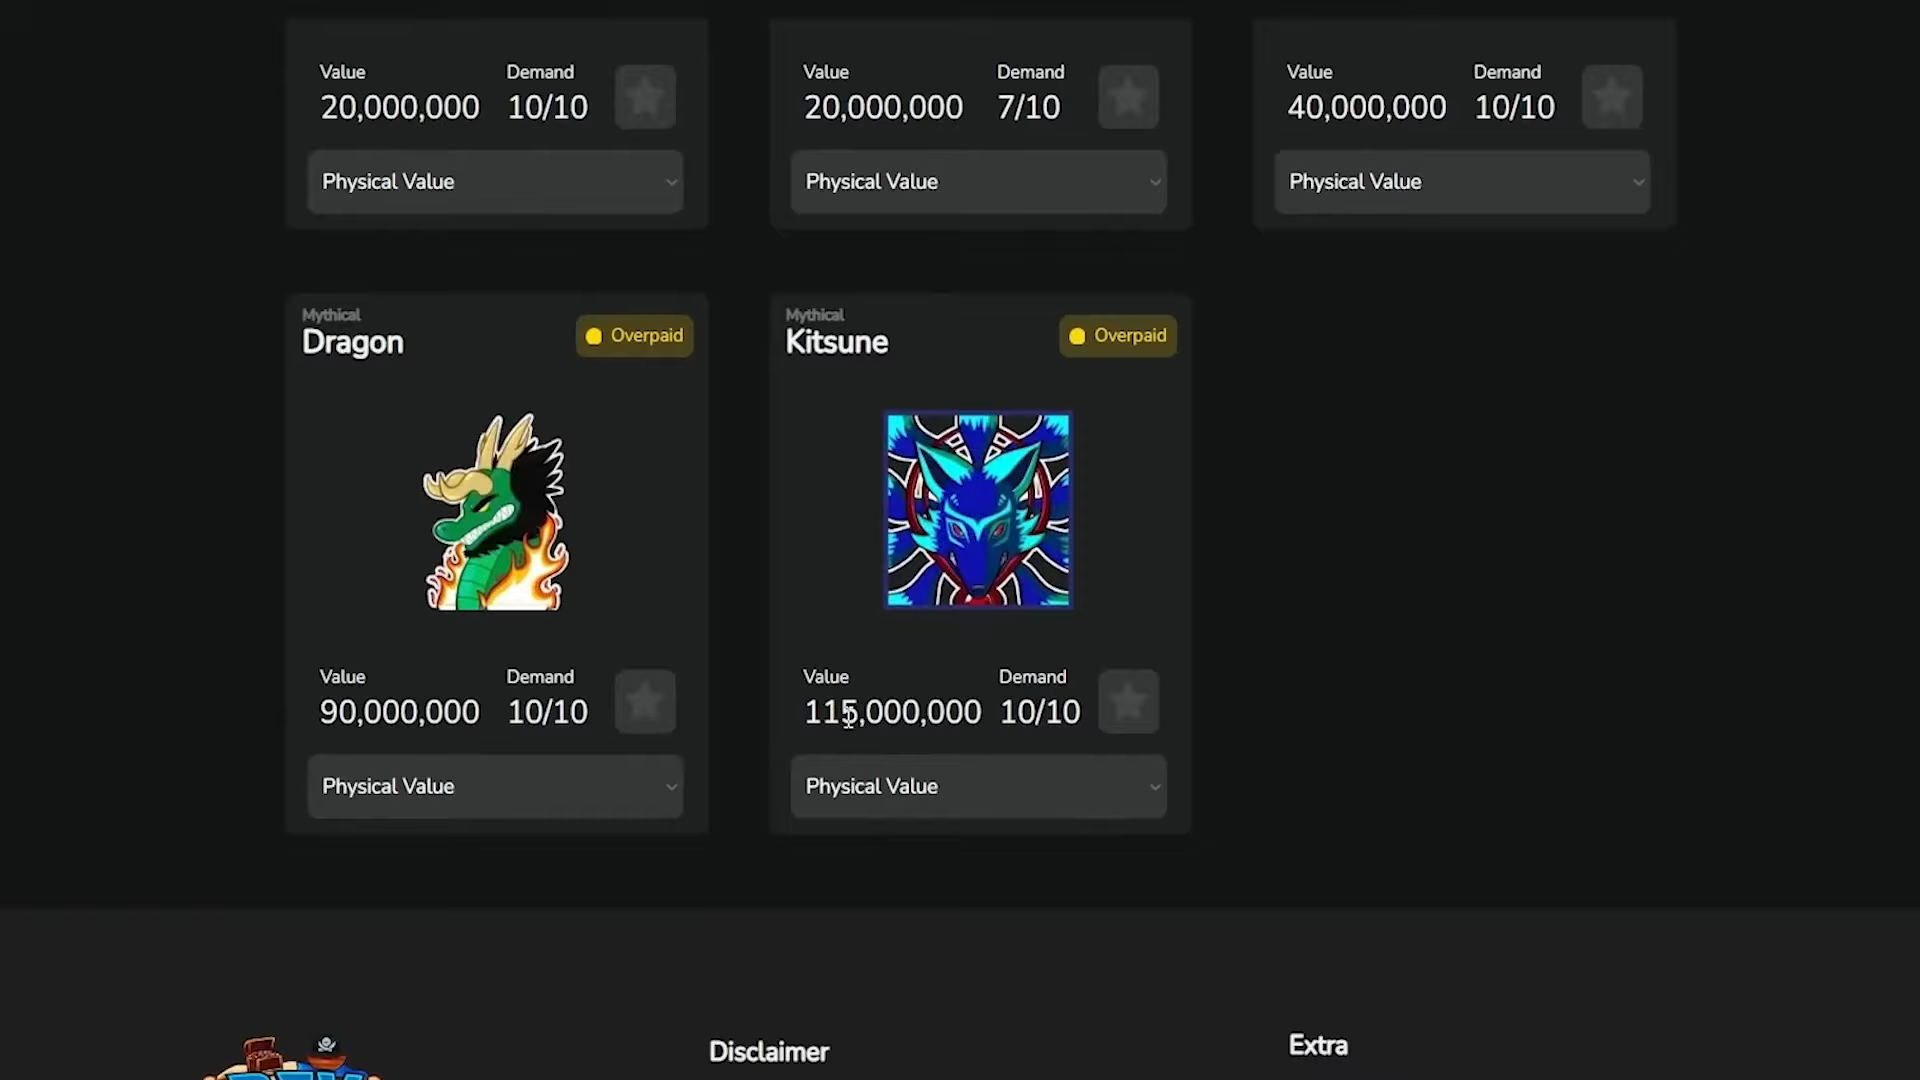 Value Demand
20,000,000 10/10
Physical Value
Value Demand
20,000,000 7/10
Physical Value
Value Demand
40,000,000 10/10
Physical Value
Mythical
Dragon
Overpaid
Value Demand
90,000,000 10/10
Physical Value
Mythical
Kitsune
Overpaid
Value Demand
115,000,000 10/10
Physical Value
Disclaimer
Extra